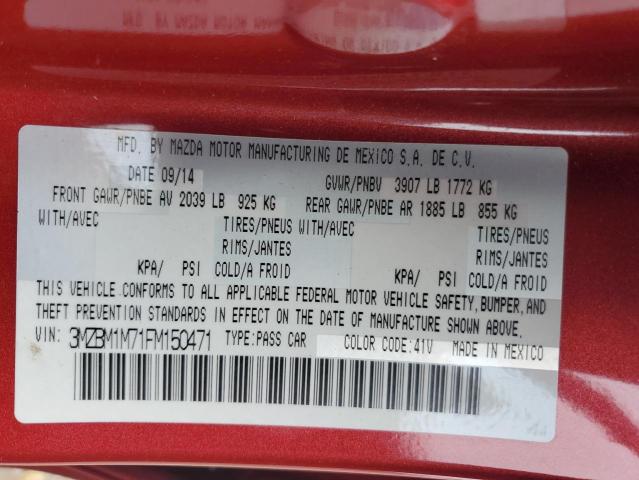 MFD. BY MAZDA MOTOR MANUFACTURING DE MEXICO S.A. DE C.V.
DATE 09/14 GVWR/PNBV 3907 LB 1772 KG
FRONT GAWR/PNBE AV 2039 LB 925 KG REAR GAWR/PNBE AR 1885 LB 855 KG
WITH/AVEC TIRES/PNEUS WITH/AVEC TIRES/PNEUS
RIMS/JANTES RIMS/JANTES
KPA/ PSI COLD/A FROID KPA/ PSI COLD/A FROID
THIS VEHICLE CONFORMS TO ALL APPLICABLE FEDERAL MOTOR VEHICLE SAFETY, BUMPER, AND
THEFT PREVENTION STANDARDS IN EFFECT ON THE DATE OF MANUFACTURE SHOWN ABOVE.
VIN: 3MZBM1M71FM150471 TYPE: PASS CAR COLOR CODE: 41V MADE IN MEXICO